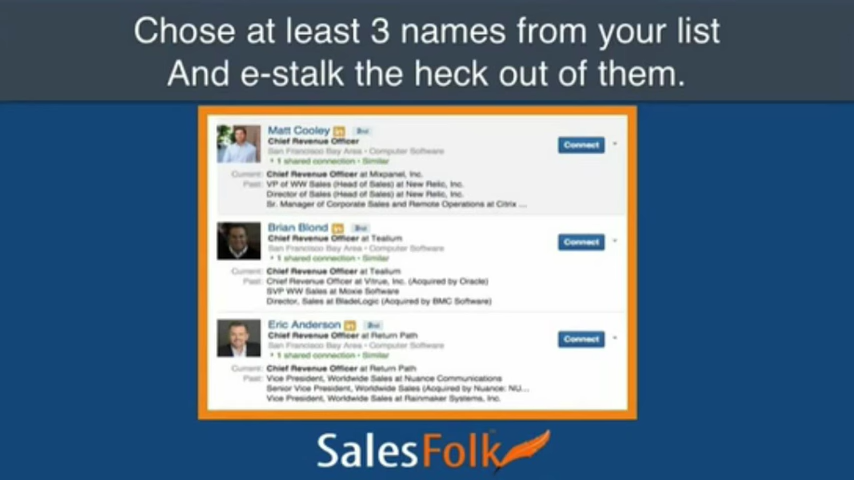 Chose at least 3 names from your list
And e-stalk the heck out of them.
Matt Cooley in 2nd
Chief Revenue Officer
San Francisco Bay Area • Computer Software
• 1 shared connection • Similar
Connect
Current: Chief Revenue Officer at Mixpanel, Inc.
Past: VP of WW Sales (Head of Sales) at New Relic, Inc.
Director of Sales (Head of Sales) at New Relic, Inc.
Sr. Manager of Corporate Sales and Remote Operations at Citrix ...
Brian Blond in 2nd
Chief Revenue Officer at Tealium
San Francisco Bay Area • Computer Software
• 1 shared connection • Similar
Connect
Current: Chief Revenue Officer at Tealium
Past: Chief Revenue Officer at Vitrue, Inc. (Acquired by Oracle)
SVP WW Sales at Moxie Software
Director, Sales at BladeLogic (Acquired by BMC Software)
Eric Anderson in 2nd
Chief Revenue Officer at Return Path
San Francisco Bay Area • Computer Software
• 1 shared connection • Similar
Connect
Current: Chief Revenue Officer at Return Path
Past: Vice President, Worldwide Sales at Nuance Communications
Senior Vice President, Worldwide Sales (Acquired by Nuance: NU...
Vice President, Worldwide Sales at Rainmaker Systems, Inc.
SalesFolk